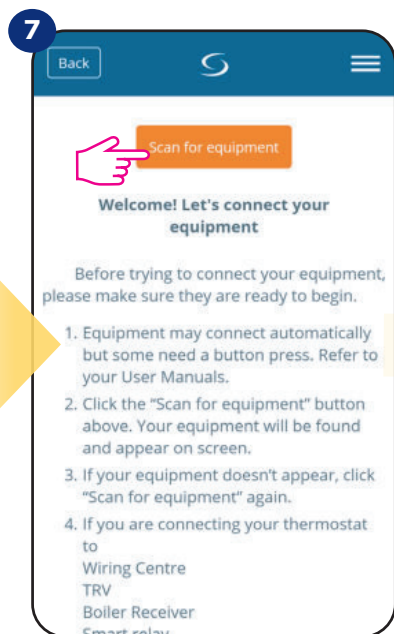 7
Back
Scan for equipment
Welcome! Let's connect your
equipment
Before trying to connect your equipment,
please make sure they are ready to begin.
1. Equipment may connect automatically
but some need a button press. Refer to
your User Manuals.
2. Click the “Scan for equipment” button
above. Your equipment will be found
and appear on screen.
3. If your equipment doesn't appear, click
“Scan for equipment” again.
4. If you are connecting your thermostat
to
Wiring Centre
TRV
Boiler Receiver
Smart relay